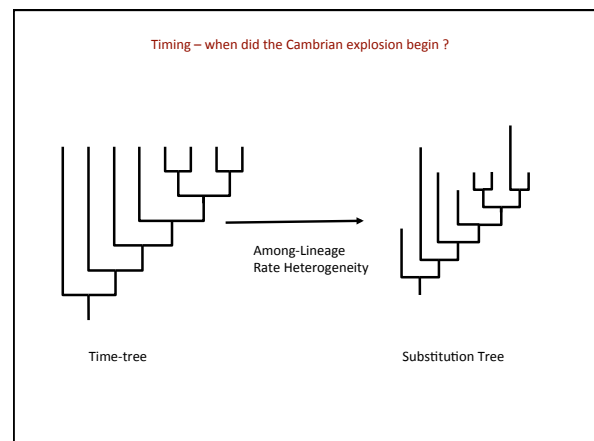 Timing – when did the Cambrian explosion begin ?
Among-Lineage
Rate Heterogeneity
Time-tree
Substitution Tree